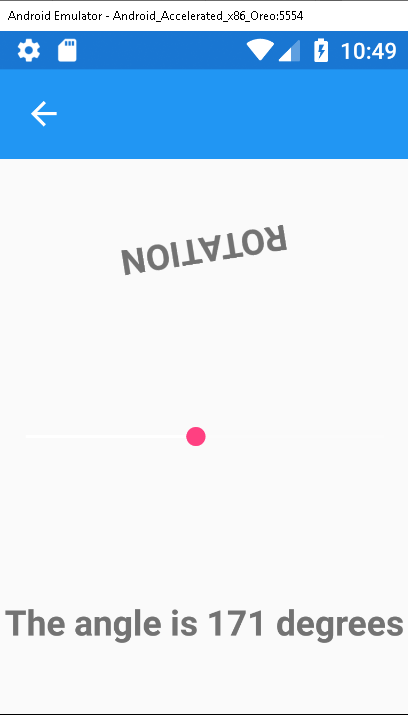 Android Emulator - Android_Accelerated_x86_Oreo:5554
10:49
ROTATION
The angle is 171 degrees